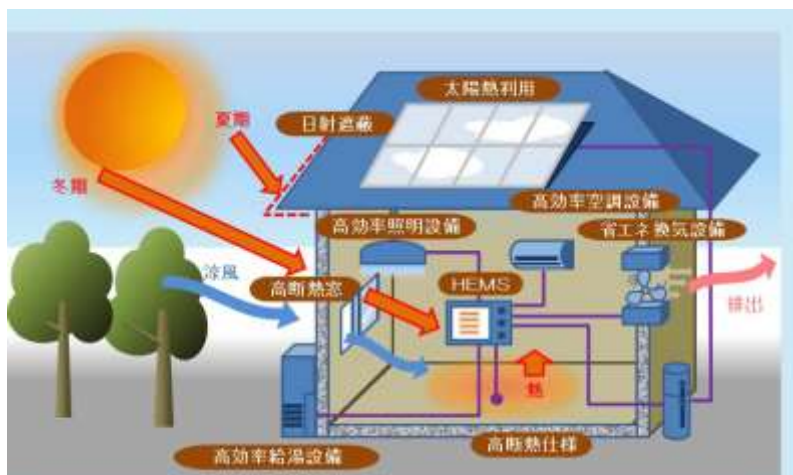 太陽熱利用
夏期
日射遮蔽
冬期
高効率空調設備
高効率照明設備
省エネ換気設備
涼風
高断熱窓
HEMS
排出
熱
高断熱仕様
高効率給湯設備